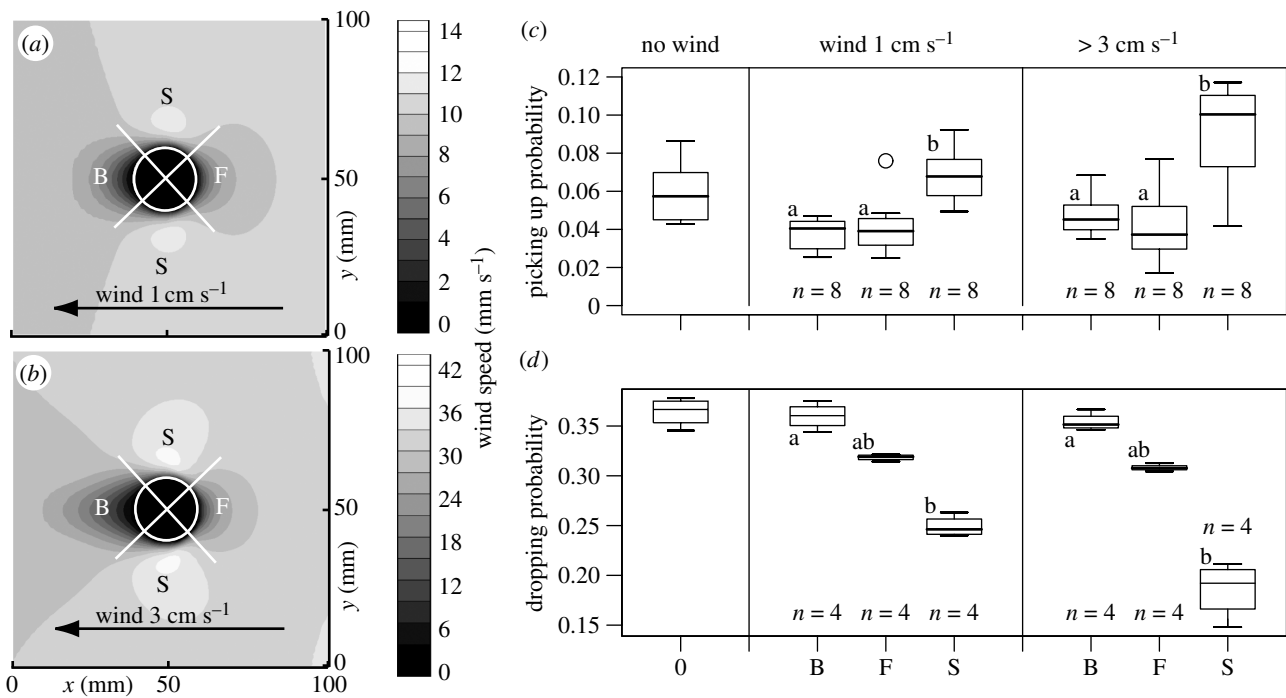 (a)
S
B
F
S
wind 1 cm s⁻¹
100
50
0
y (mm)
14
12
10
8
6
4
2
0
wind speed (mm s⁻¹)
(b)
S
B
F
S
wind 3 cm s⁻¹
100
50
0
y (mm)
0
x (mm)
50
100
42
36
30
24
18
12
6
0
(c)
no wind
wind 1 cm s⁻¹
> 3 cm s⁻¹
picking up probability
0.12
0.10
0.08
0.06
0.04
0.02
0
a
a
b
a
a
b
n = 8
n = 8
n = 8
n = 8
n = 8
n = 8
(d)
dropping probability
0.35
0.30
0.25
0.20
0.15
a
ab
b
a
ab
b
n = 4
n = 4
n = 4
n = 4
n = 4
n = 4
0
B
F
S
B
F
S